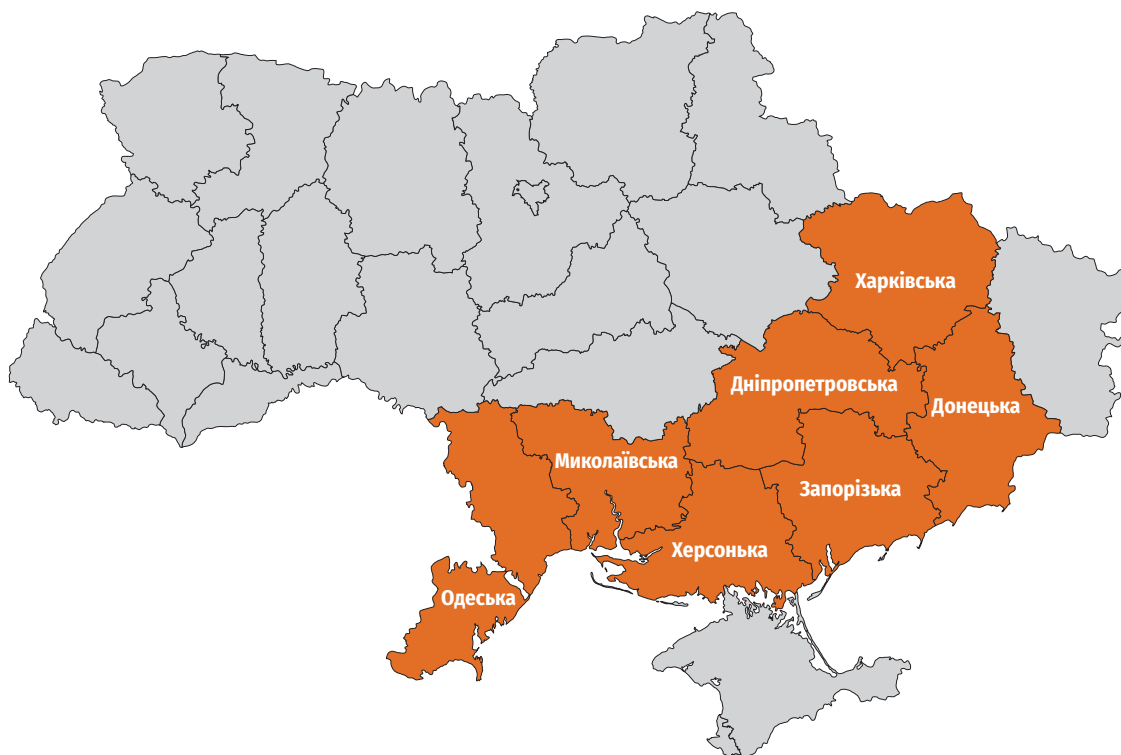 Харківська
Дніпропетровська
Донецька
Миколаївська
Запорізька
Херсонька
Одеська